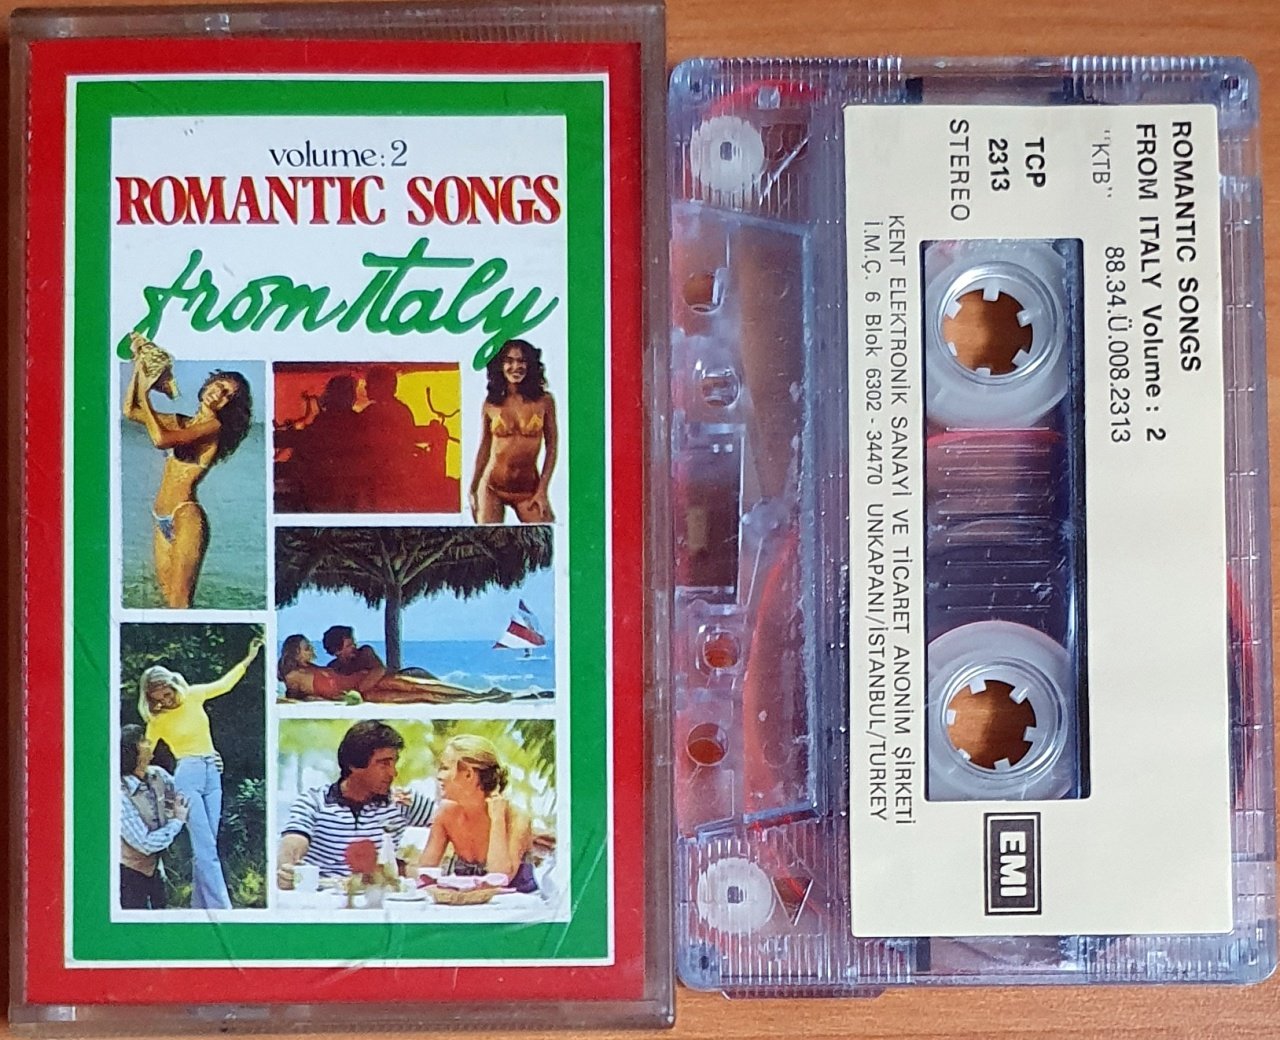 volume: 2
ROMANTIC SONGS
from Italy
ROMANTIC SONGS
FROM ITALY Volume : 2
"KTB" 88.34.Ü.008.2313
TCP
2313
STEREO
KENT ELEKTRONİK SANAYİ VE TİCARET ANONİM ŞİRKETİ
İ.M.Ç. 6 Blok 6302 - 34470 UNKAPANI/İSTANBUL/TURKEY
EMI